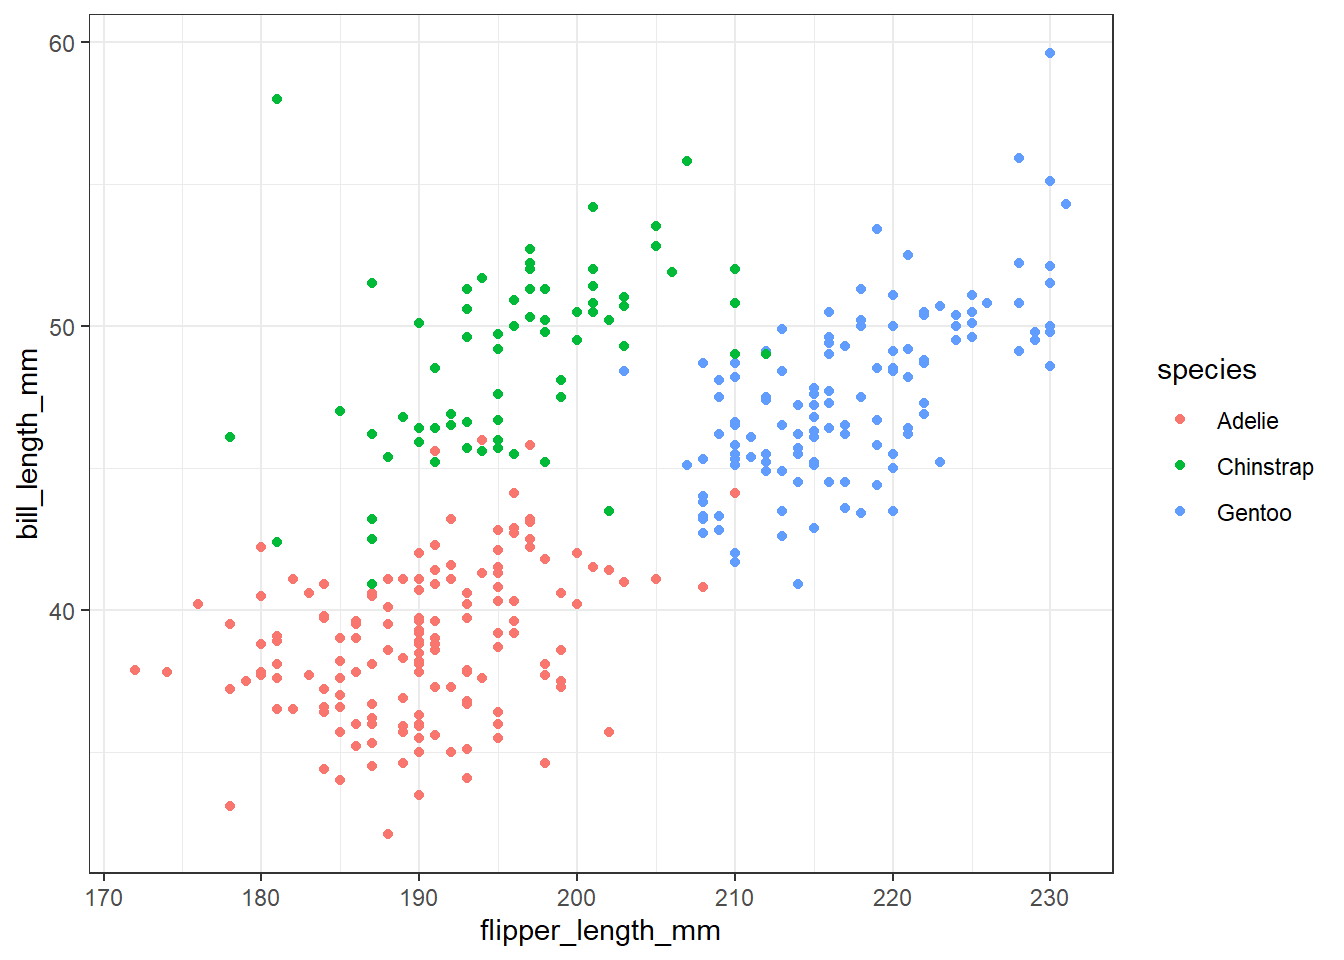 60
50
40
170 180 190 200 210 220 230
flipper_length_mm
bill_length_mm
species
Adelie
Chinstrap
Gentoo